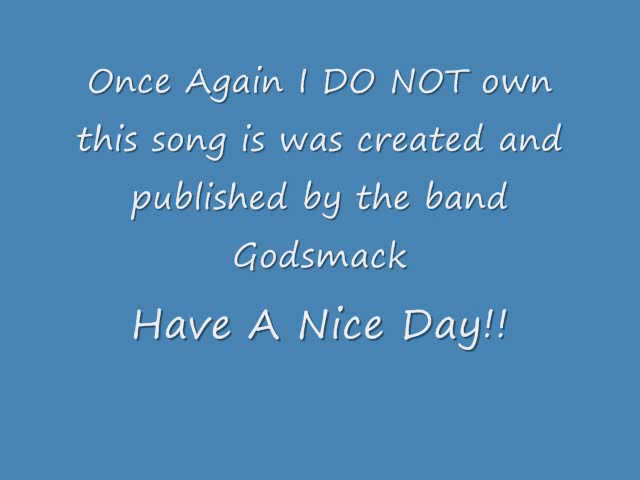 Once Again I DO NOT own
this song is was created and
published by the band
Godsmack
Have A Nice Day!!